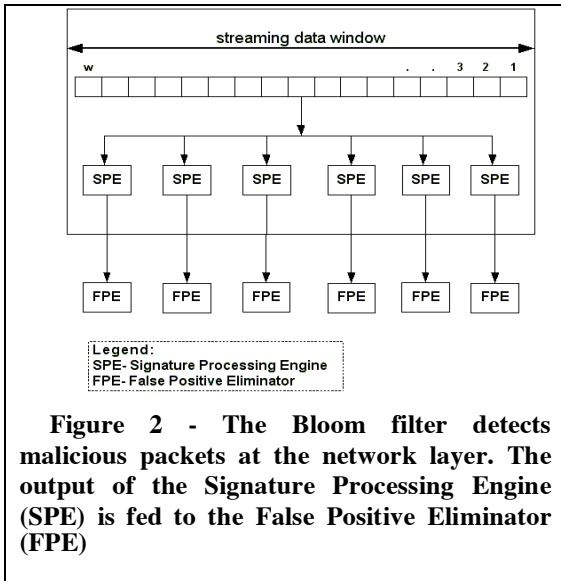 streaming data window
w . . 3 2 1
SPE SPE SPE SPE SPE SPE
FPE FPE FPE FPE FPE FPE
Legend:
SPE- Signature Processing Engine
FPE- False Positive Eliminator
Figure 2 - The Bloom filter detects
malicious packets at the network layer. The
output of the Signature Processing Engine
(SPE) is fed to the False Positive Eliminator
(FPE)